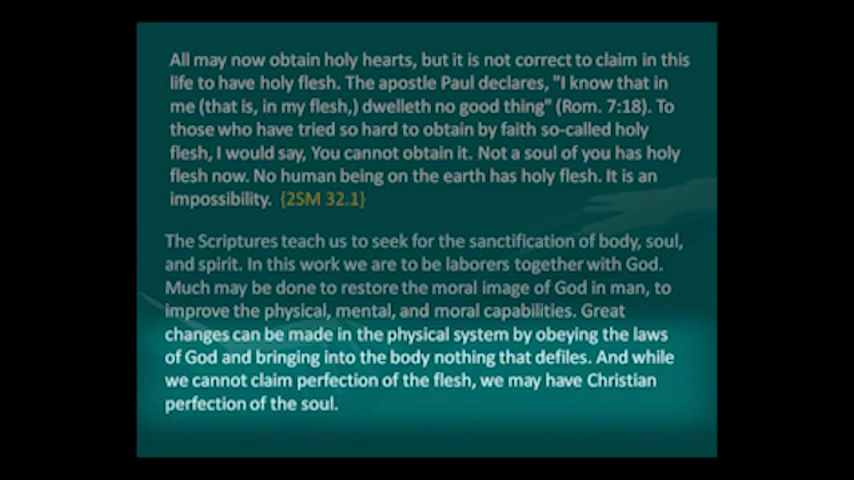 All may now obtain holy hearts, but it is not correct to claim in this
life to have holy flesh. The apostle Paul declares, "I know that in
me (that is, in my flesh,) dwelleth no good thing" (Rom. 7:18). To
those who have tried so hard to obtain by faith so-called holy
flesh, I would say, You cannot obtain it. Not a soul of you has holy
flesh now. No human being on the earth has holy flesh. It is an
impossibility. {2SM 32.1}
The Scriptures teach us to seek for the sanctification of body, soul,
and spirit. In this work we are to be laborers together with God.
Much may be done to restore the moral image of God in man, to
improve the physical, mental, and moral capabilities. Great
changes can be made in the physical system by obeying the laws
of God and bringing into the body nothing that defiles. And while
we cannot claim perfection of the flesh, we may have Christian
perfection of the soul.